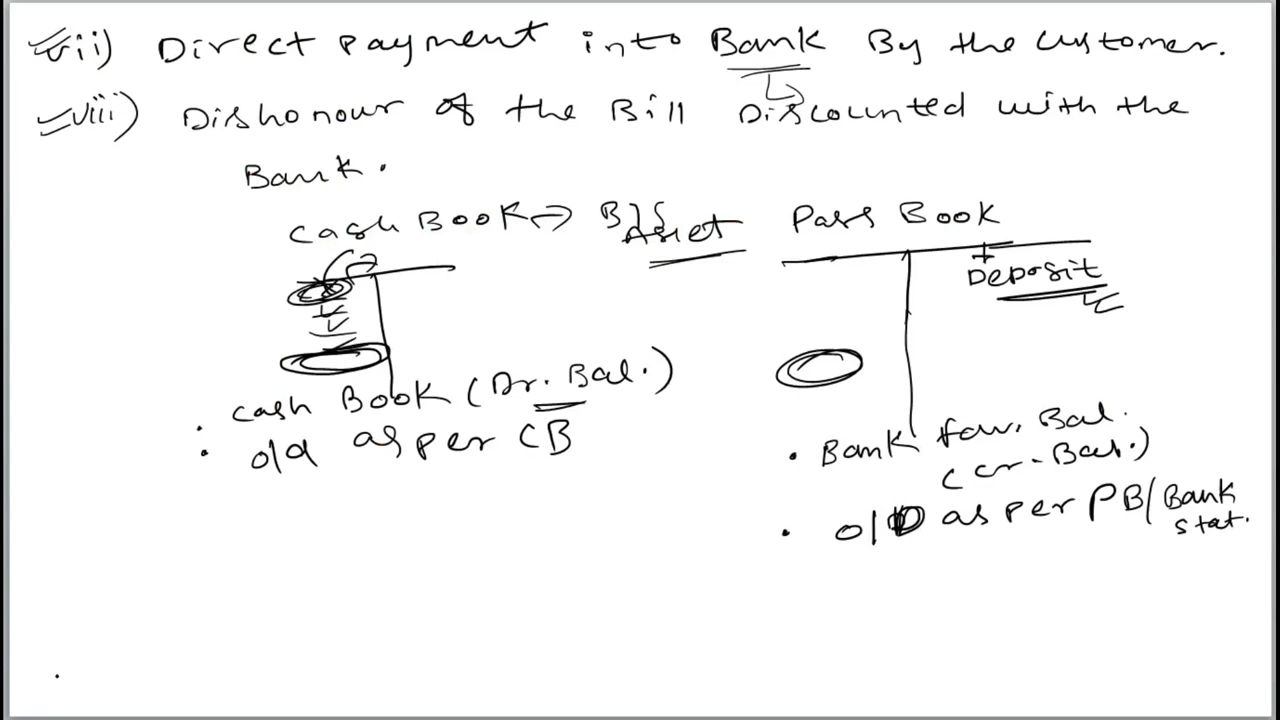 vii) Direct payment into Bank By the customer.
viii) Dishonour of the Bill Discounted with the
Bank.
cash Book → B/S Asset
Pass Book
+
Deposit
• cash Book (Dr. Bal.)
• o/d as per CB
• Bank fav. Bal.
(cr. Bal.)
• o/D as per PB/Bank
stat.